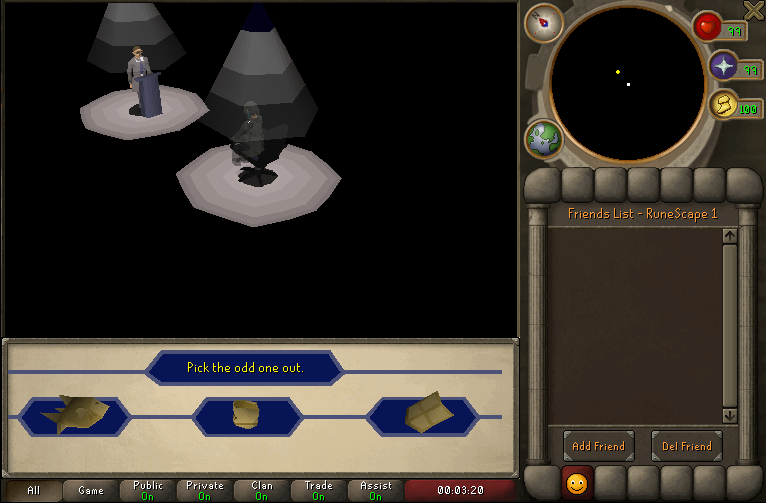 N
99
99
100
Friends List - RuneScape 1
Pick the odd one out.
Add Friend
Del Friend
All
Game
Public
On
Private
On
Clan
On
Trade
On
Assist
On
00:03:20